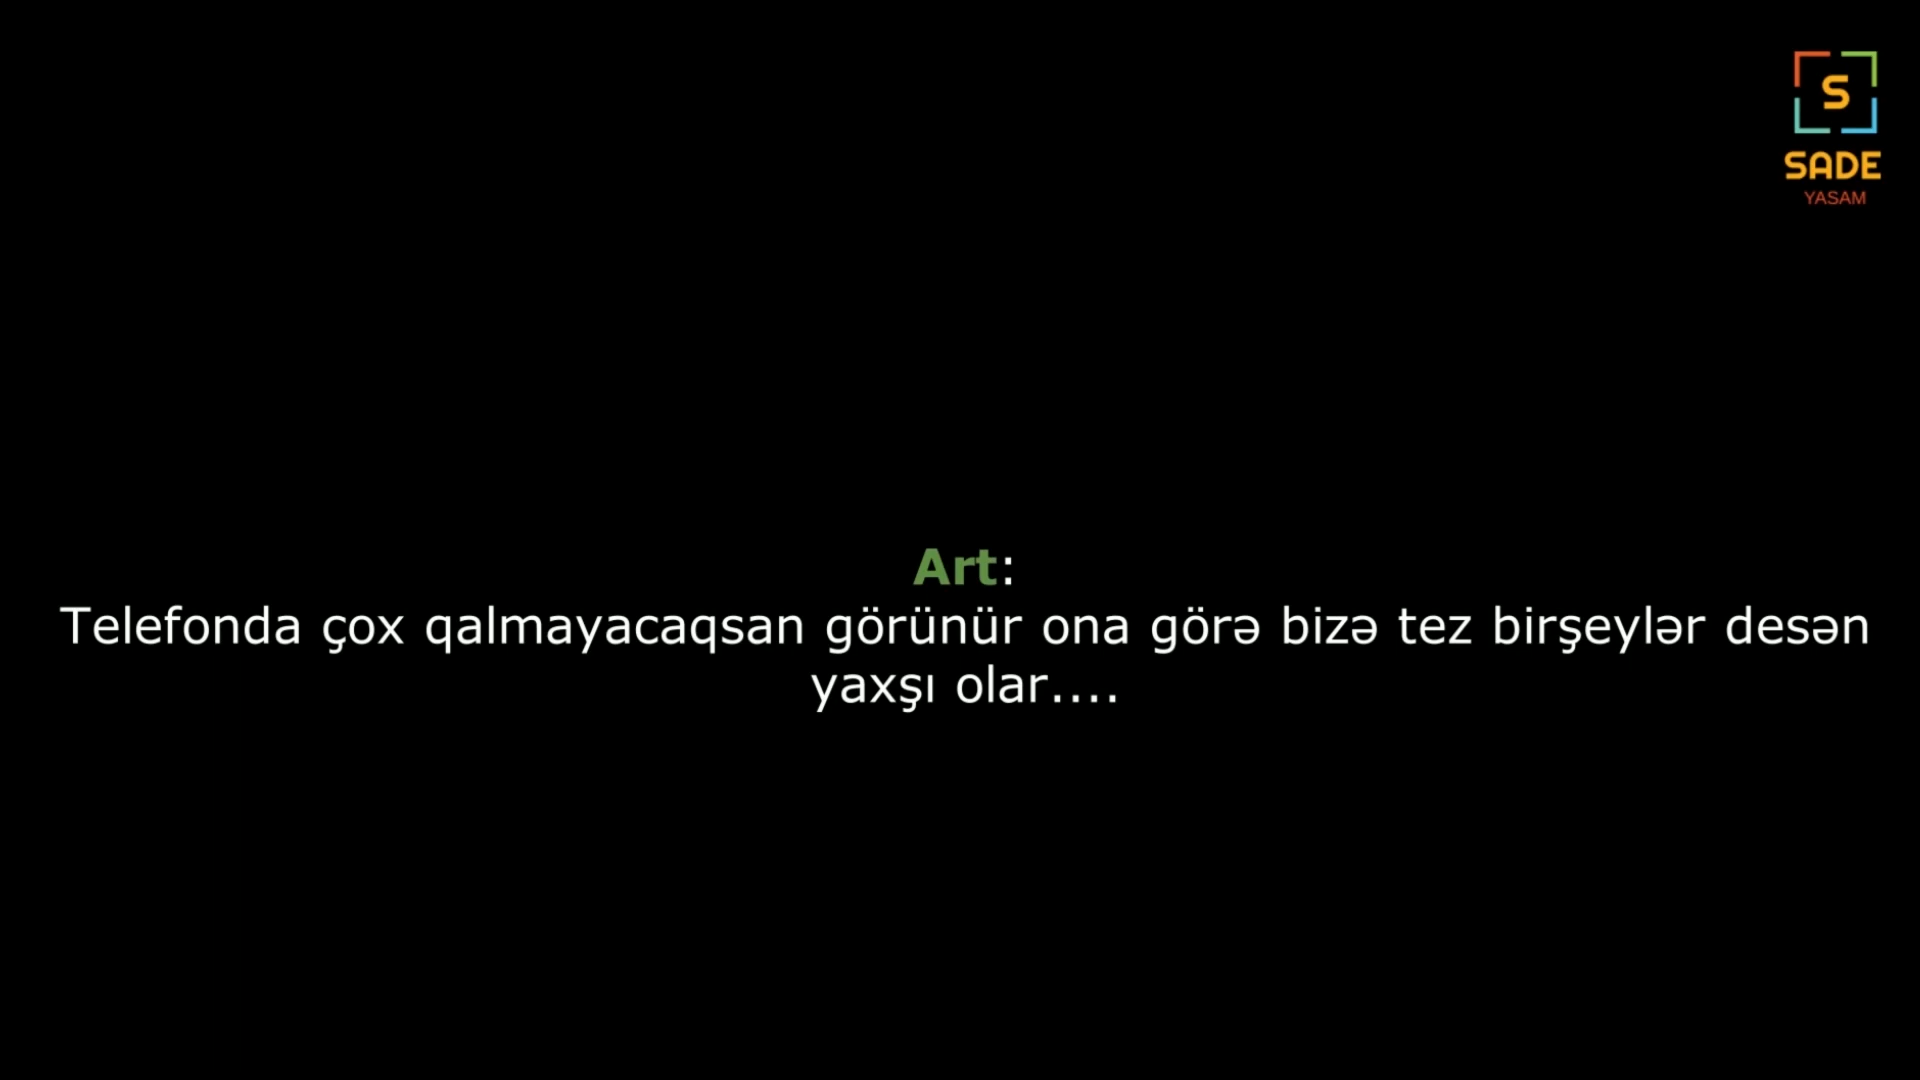 S
SADE
YASAM
Art:
Telefonda çox qalmayacaqsan görünür ona görə bizə tez birşeylər desən
yaxşı olar....